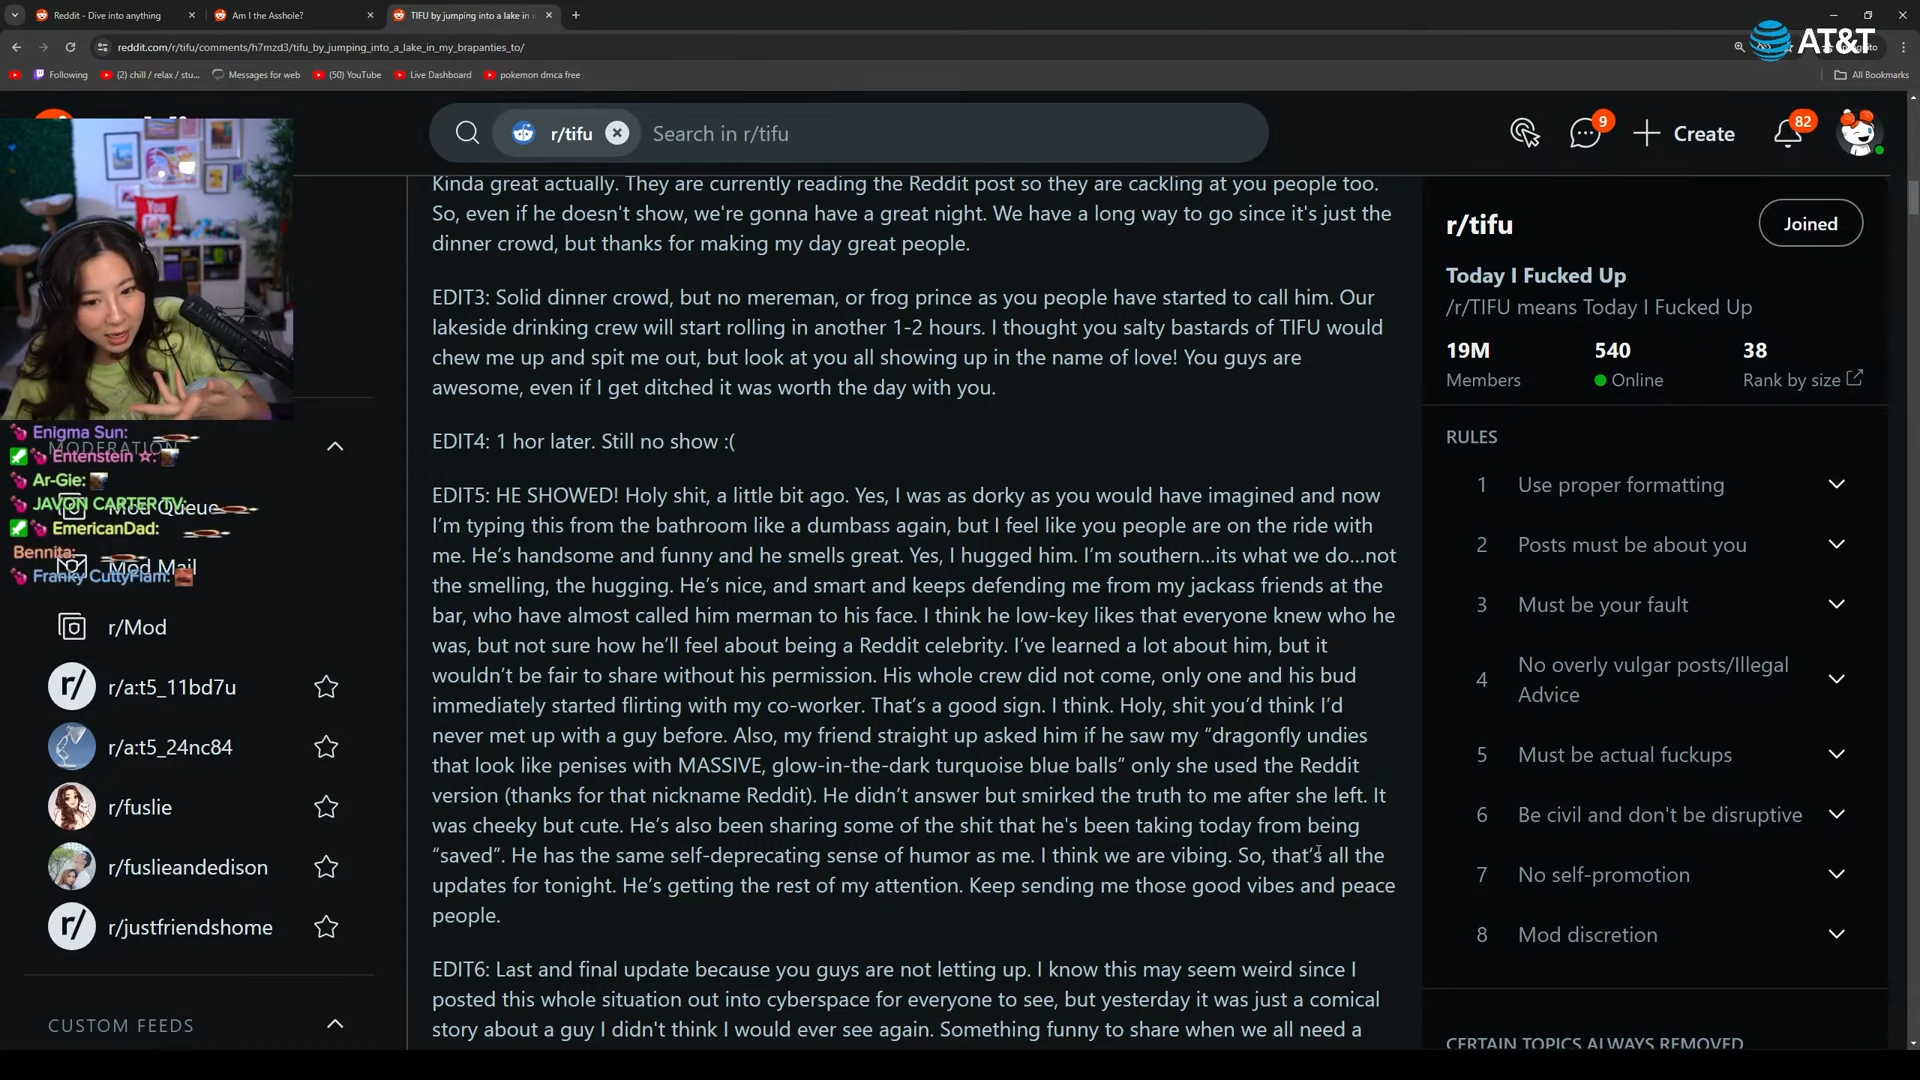 Reddit - Dive into anything
Am I the Asshole?
TIFU by jumping into a lake in
reddit.com/r/tifu/comments/h7mzd3/tifu_by_jumping_into_a_lake_in_my_brapanties_to/
AT&T
Following
(2) chill / relax / stu...
Messages for web
(50) YouTube
Live Dashboard
pokemon dmca free
All Bookmarks
r/tifu
Search in r/tifu
9
Create
82
Kinda great actually. They are currently reading the Reddit post so they are cackling at you people too.
So, even if he doesn't show, we're gonna have a great night. We have a long way to go since it's just the
dinner crowd, but thanks for making my day great people.
EDIT3: Solid dinner crowd, but no mereman, or frog prince as you people have started to call him. Our
lakeside drinking crew will start rolling in another 1-2 hours. I thought you salty bastards of TIFU would
chew me up and spit me out, but look at you all showing up in the name of love! You guys are
awesome, even if I get ditched it was worth the day with you.
EDIT4: 1 hor later. Still no show :(
EDIT5: HE SHOWED! Holy shit, a little bit ago. Yes, I was as dorky as you would have imagined and now
I'm typing this from the bathroom like a dumbass again, but I feel like you people are on the ride with
me. He's handsome and funny and he smells great. Yes, I hugged him. I'm southern...its what we do...not
the smelling, the hugging. He's nice, and smart and keeps defending me from my jackass friends at the
bar, who have almost called him merman to his face. I think he low-key likes that everyone knew who he
was, but not sure how he'll feel about being a Reddit celebrity. I've learned a lot about him, but it
wouldn't be fair to share without his permission. His whole crew did not come, only one and his bud
immediately started flirting with my co-worker. That's a good sign. I think. Holy, shit you'd think I'd
never met up with a guy before. Also, my friend straight up asked him if he saw my “dragonfly undies
that look like penises with MASSIVE, glow-in-the-dark turquoise blue balls” only she used the Reddit
version (thanks for that nickname Reddit). He didn't answer but smirked the truth to me after she left. It
was cheeky but cute. He's also been sharing some of the shit that he's been taking today from being
“saved”. He has the same self-deprecating sense of humor as me. I think we are vibing. So, that's all the
updates for tonight. He's getting the rest of my attention. Keep sending me those good vibes and peace
people.
EDIT6: Last and final update because you guys are not letting up. I know this may seem weird since I
posted this whole situation out into cyberspace for everyone to see, but yesterday it was just a comical
story about a guy I didn't think I would ever see again. Something funny to share when we all need a
r/tifu
Joined
Today I Fucked Up
/r/TIFU means Today I Fucked Up
19M
540
38
Members
Online
Rank by size
RULES
1 Use proper formatting
2 Posts must be about you
3 Must be your fault
4 No overly vulgar posts/Illegal
Advice
5 Must be actual fuckups
6 Be civil and don't be disruptive
7 No self-promotion
8 Mod discretion
CERTAIN TOPICS ALWAYS REMOVED
You
Enigma Sun:
MODERATION
Entenstein ☆:
Ar-Gie:
JAVON CARTER TV:
Mod Queue
EmericanDad:
Bennita:
Mod Mail
Franky CuttyFlam:
r/Mod
r/a:t5_11bd7u
r/a:t5_24nc84
r/fuslie
r/fuslieandedison
r/justfriendshome
CUSTOM FEEDS